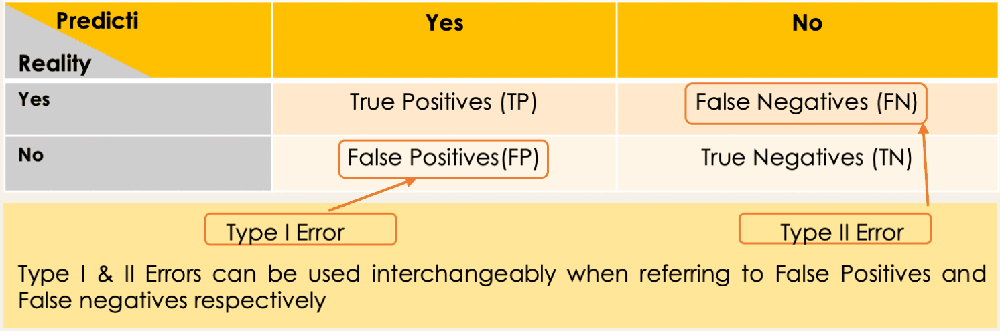 Predicti Yes No
Reality
Yes True Positives (TP) False Negatives (FN)
No False Positives(FP) True Negatives (TN)
Type I Error Type II Error
Type I & II Errors can be used interchangeably when referring to False Positives and
False negatives respectively